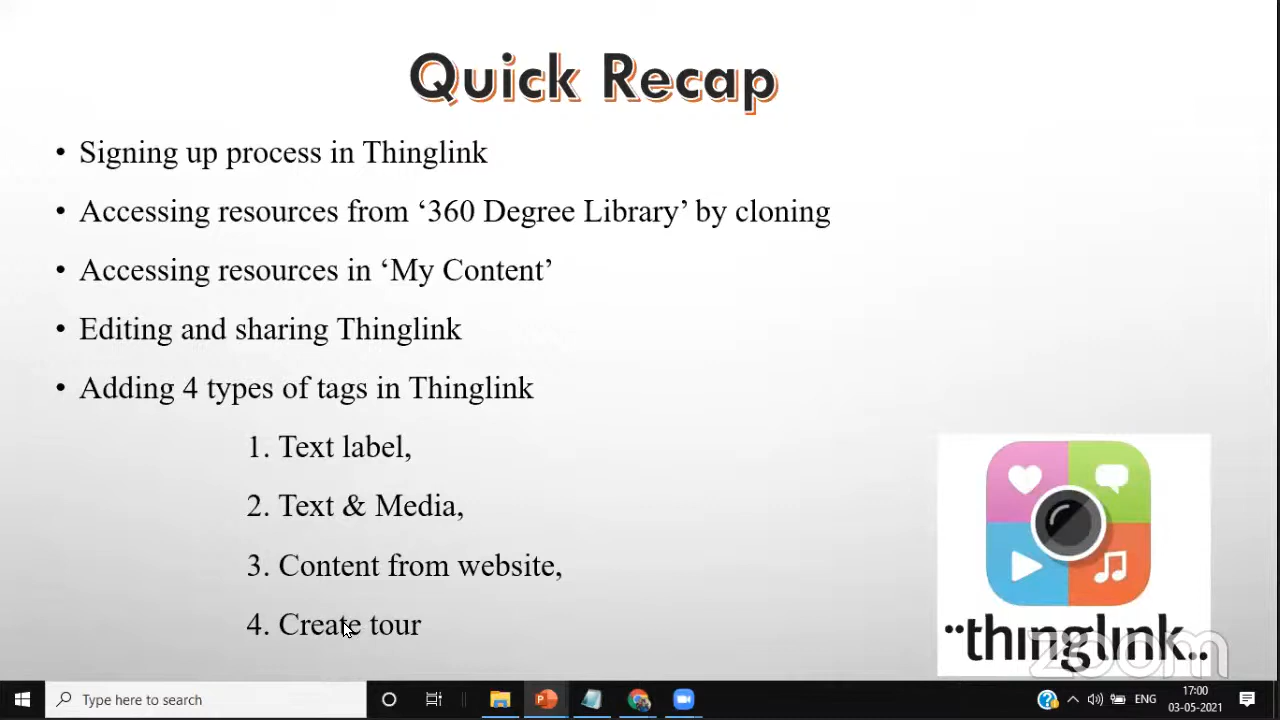 Quick Recap
• Signing up process in Thinglink
• Accessing resources from ‘360 Degree Library’ by cloning
• Accessing resources in ‘My Content’
• Editing and sharing Thinglink
• Adding 4 types of tags in Thinglink
1. Text label,
2. Text & Media,
3. Content from website,
4. Create tour
¨thinglink..
zoom
Type here to search
ENG
17:00
03-05-2021